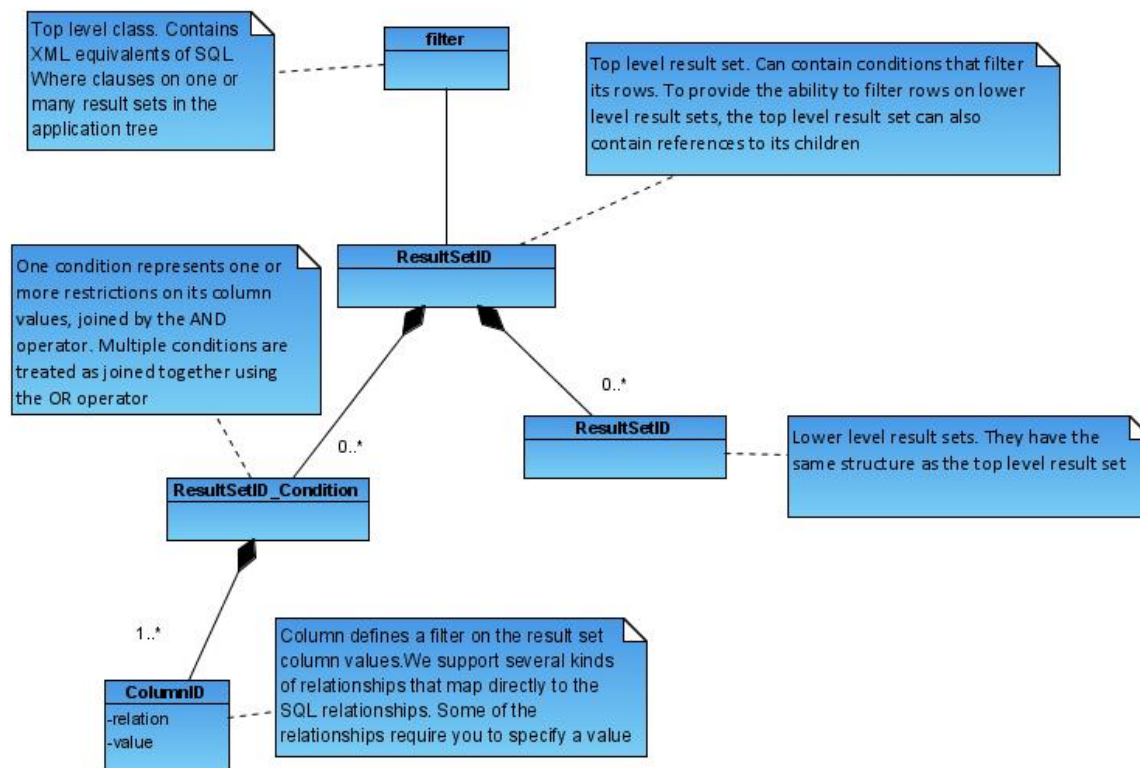 Top level class. Contains
XML equivalents of SQL
Where clauses on one or
many result sets in the
application tree
filter
Top level result set. Can contain conditions that filter
its rows. To provide the ability to filter rows on lower
level result sets, the top level result set can also
contain references to its children
ResultSetID
One condition represents one or
more restrictions on its column
values, joined by the AND
operator. Multiple conditions are
treated as joined together using
the OR operator
0..*
0..*
ResultSetID
Lower level result sets. They have the
same structure as the top level result set
ResultSetID_Condition
1..*
ColumnID
-relation
-value
Column defines a filter on the result set
column values.We support several kinds
of relationships that map directly to the
SQL relationships. Some of the
relationships require you to specify a value